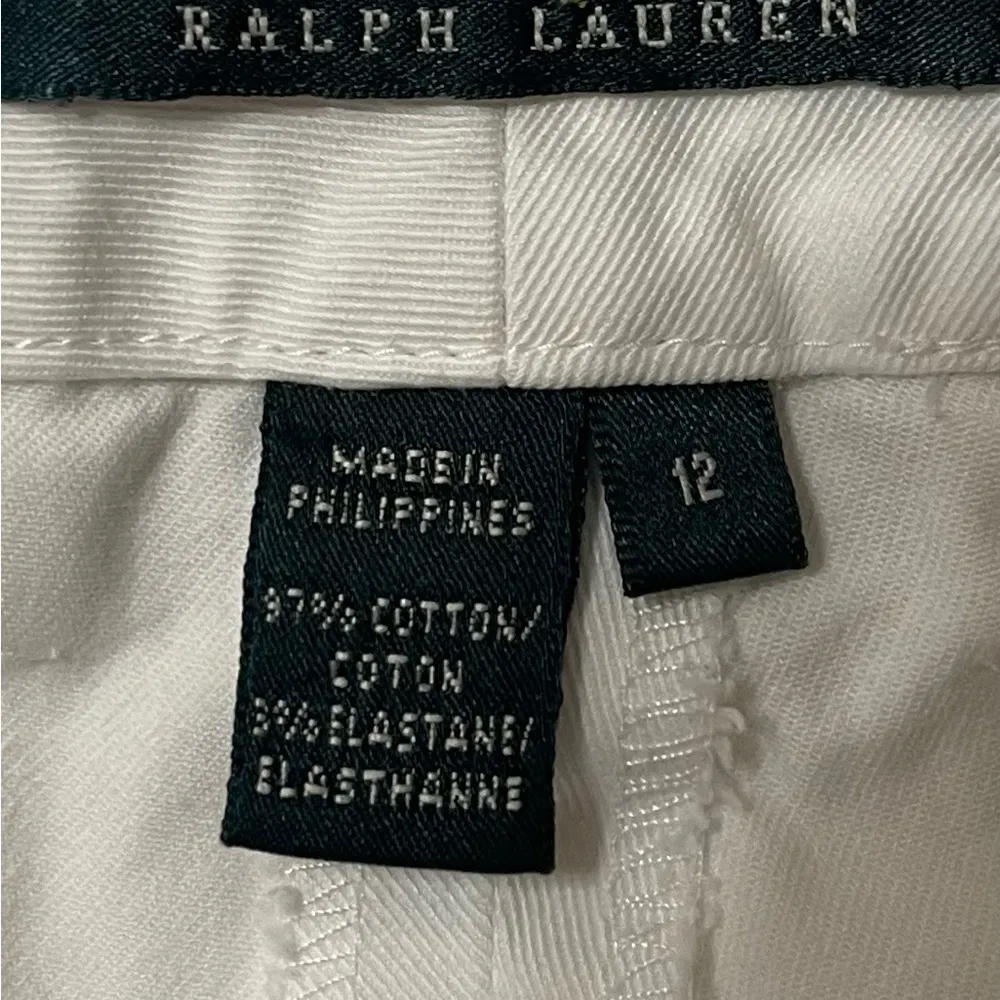 RALPH LAUREN
MADE IN
PHILIPPINES
97% COTTON/
COTON
3% ELASTANE/
ELASTHANNE
12